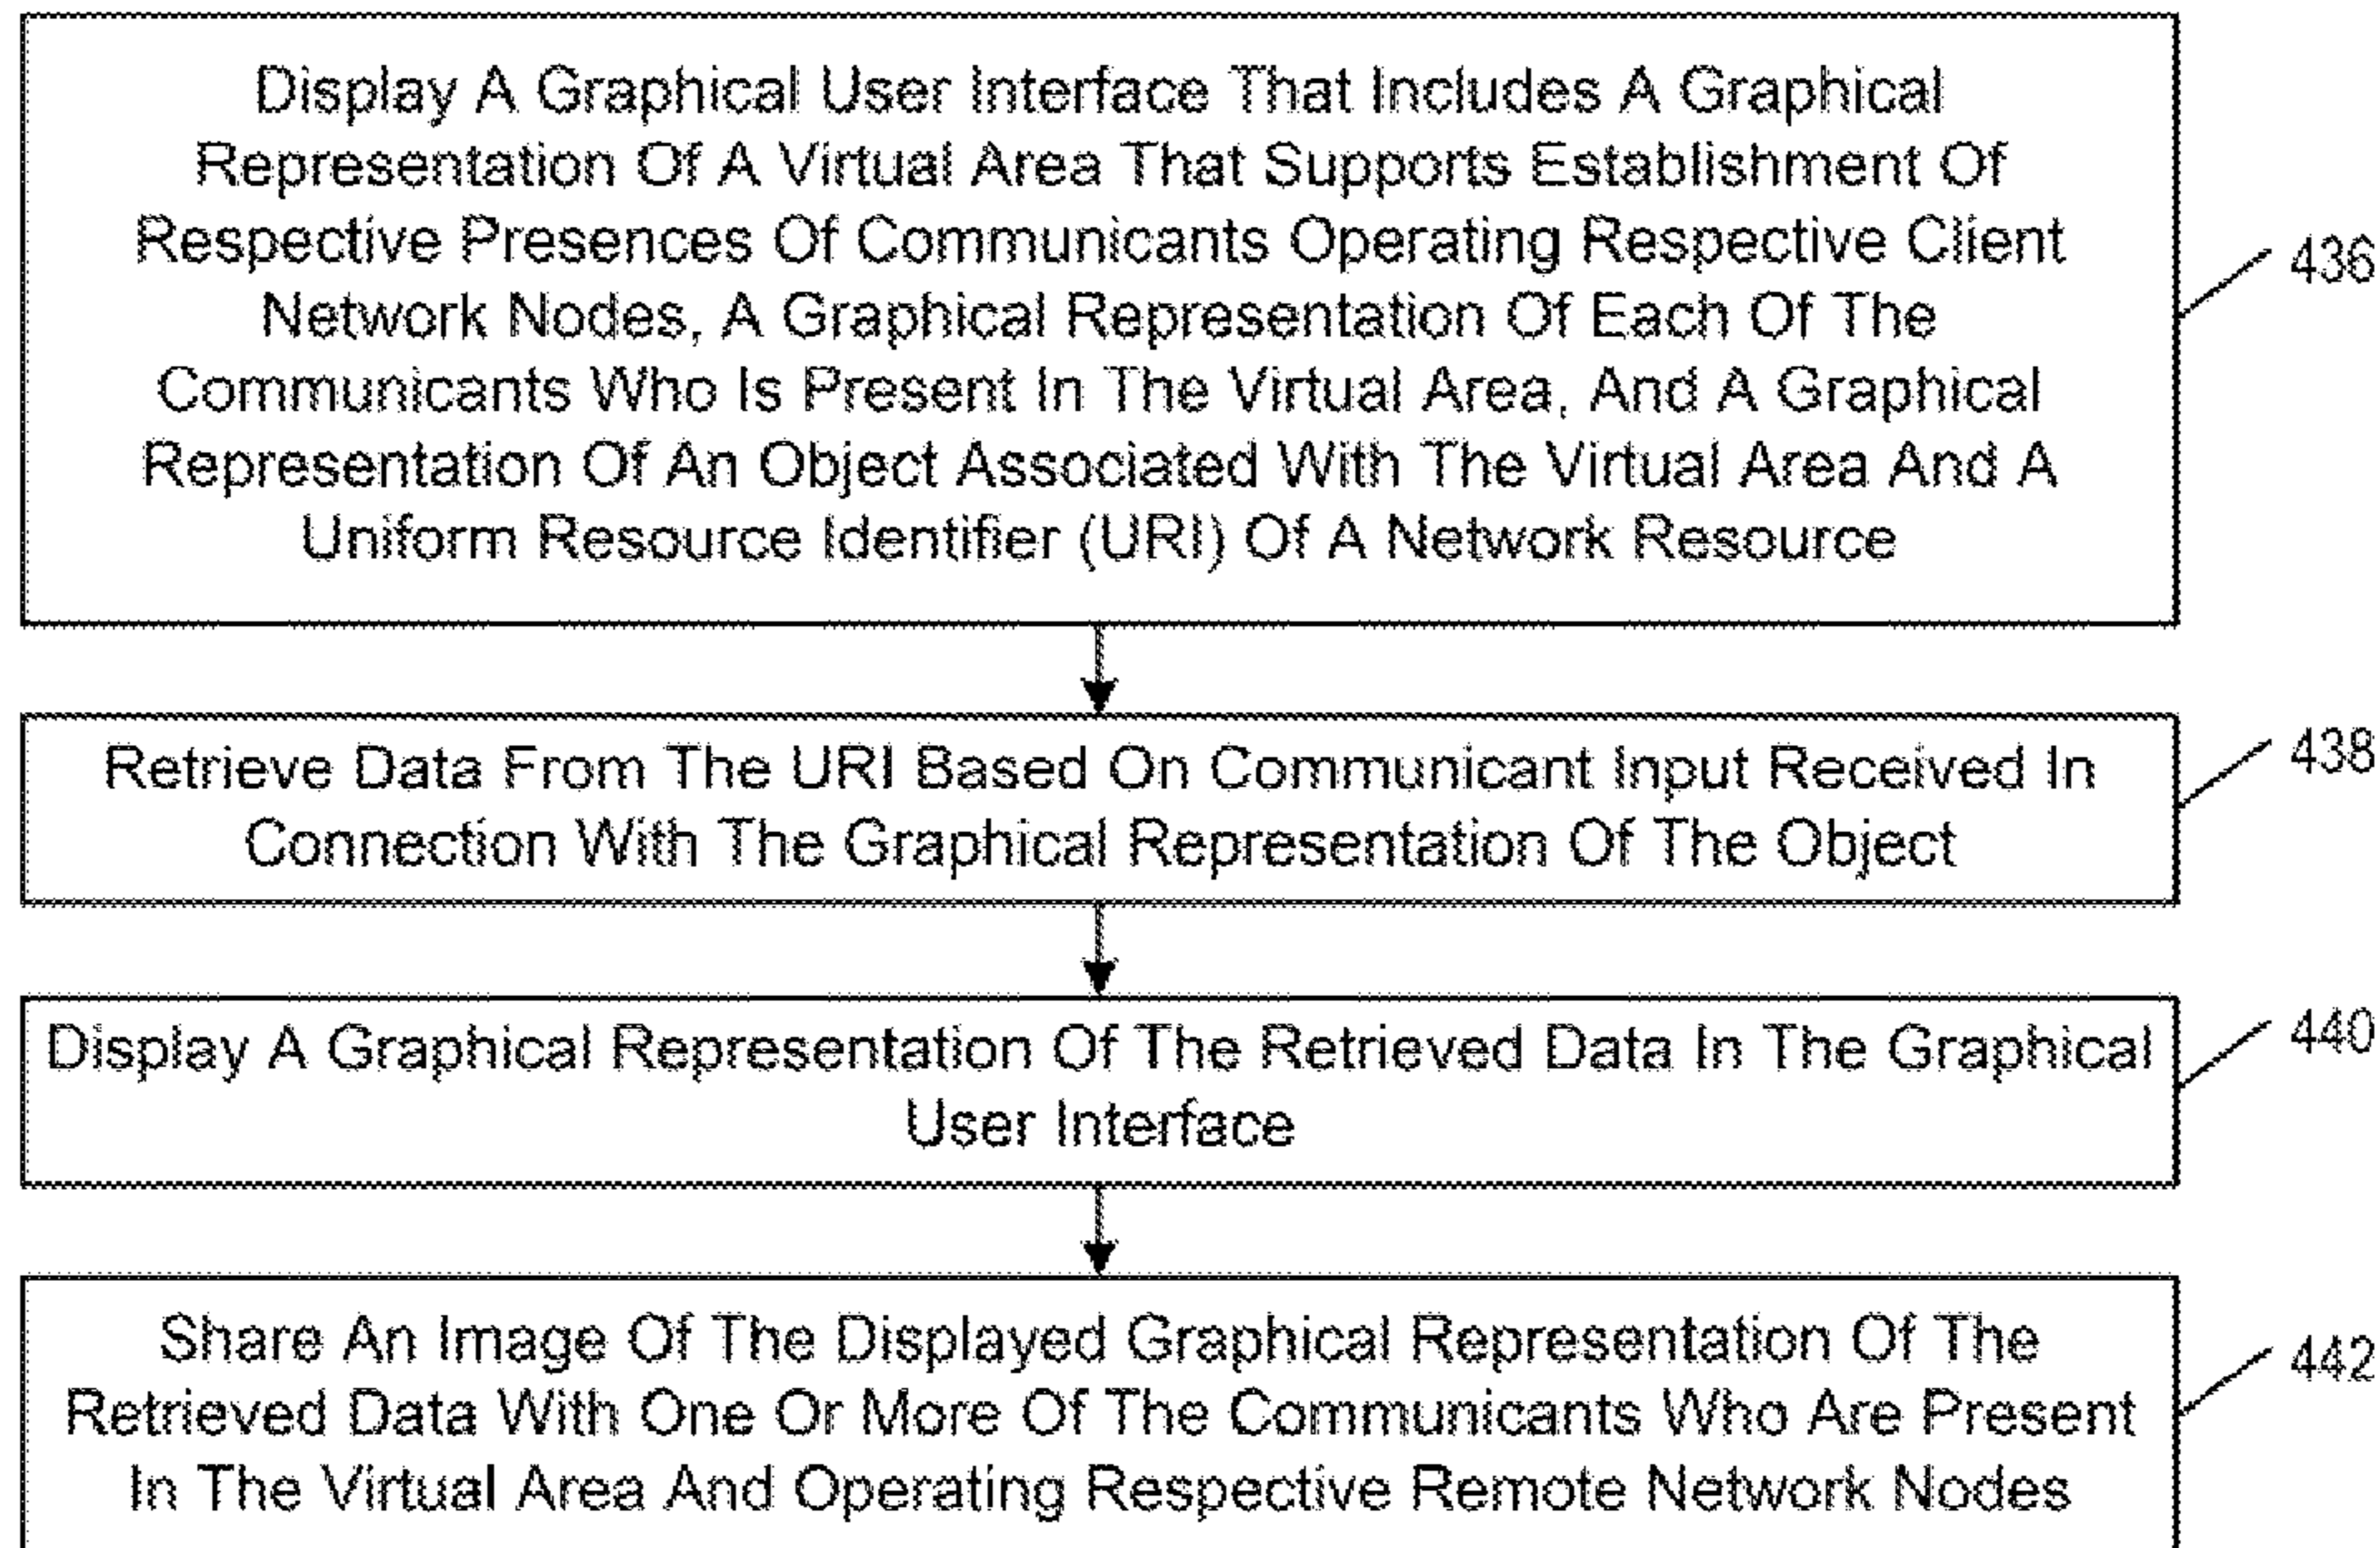 Display A Graphical User Interface That Includes A Graphical
Representation Of A Virtual Area That Supports Establishment Of
Respective Presences Of Communicants Operating Respective Client
Network Nodes, A Graphical Representation Of Each Of The
Communicants Who Is Present In The Virtual Area, And A Graphical
Representation Of An Object Associated With The Virtual Area And A
Uniform Resource Identifier (URI) Of A Network Resource
436
Retrieve Data From The URI Based On Communicant Input Received In
Connection With The Graphical Representation Of The Object
438
Display A Graphical Representation Of The Retrieved Data In The Graphical
User Interface
440
Share An Image Of The Displayed Graphical Representation Of The
Retrieved Data With One Or More Of The Communicants Who Are Present
In The Virtual Area And Operating Respective Remote Network Nodes
442